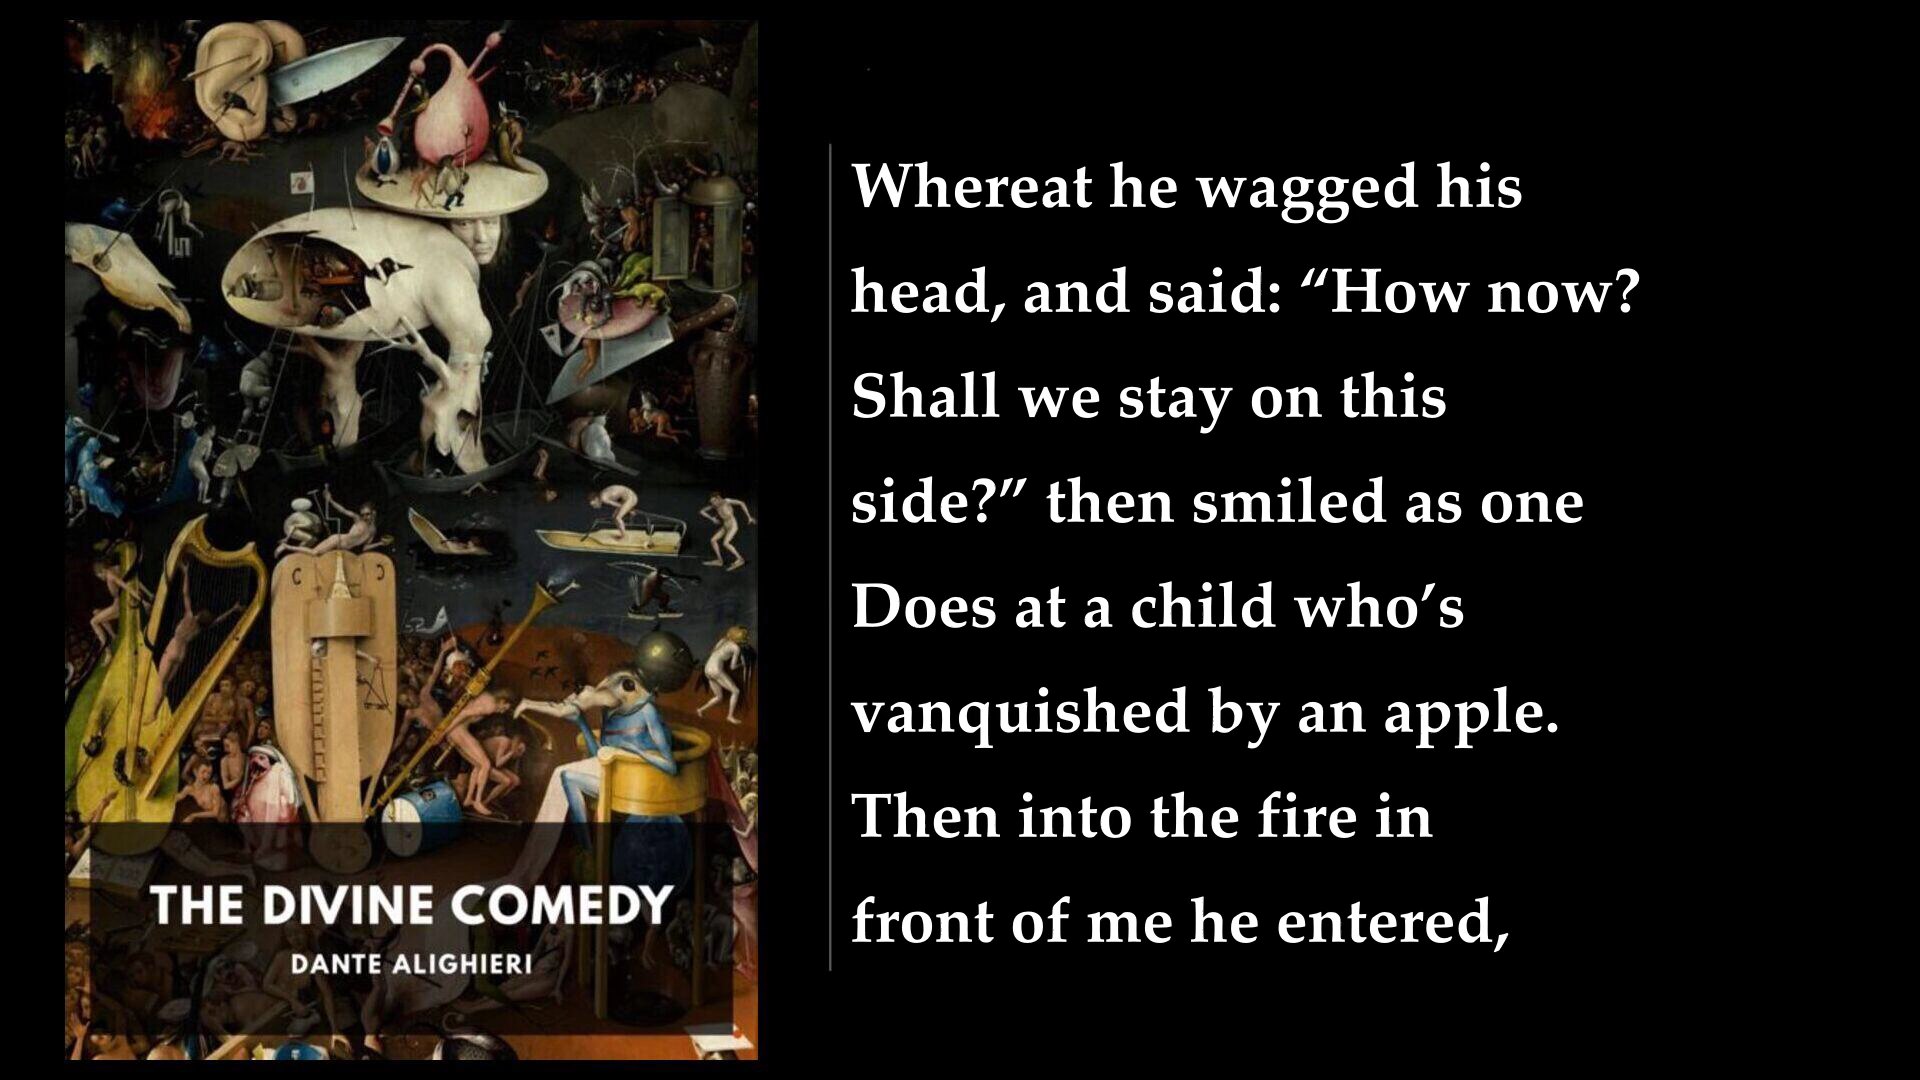 THE DIVINE COMEDY
DANTE ALIGHIERI
Whereat he wagged his
head, and said: “How now?
Shall we stay on this
side?” then smiled as one
Does at a child who’s
vanquished by an apple.
Then into the fire in
front of me he entered,